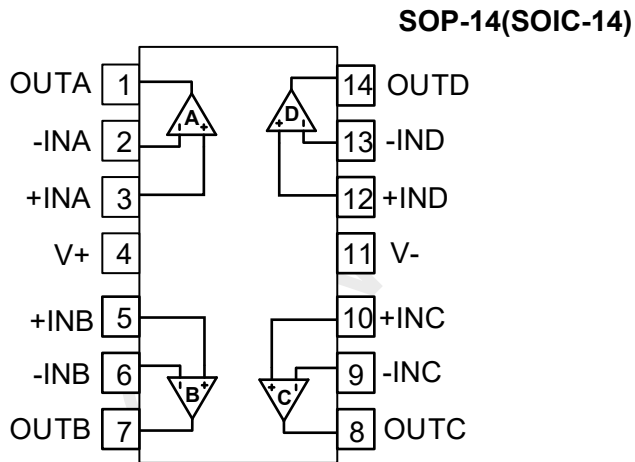 SOP-14(SOIC-14)
OUTA 1 14 OUTD
A D
-INA 2 13 -IND
+INA 3 12 +IND
V+ 4 11 V-
+INB 5 10 +INC
-INB 6 9 -INC
B C
OUTB 7 8 OUTC